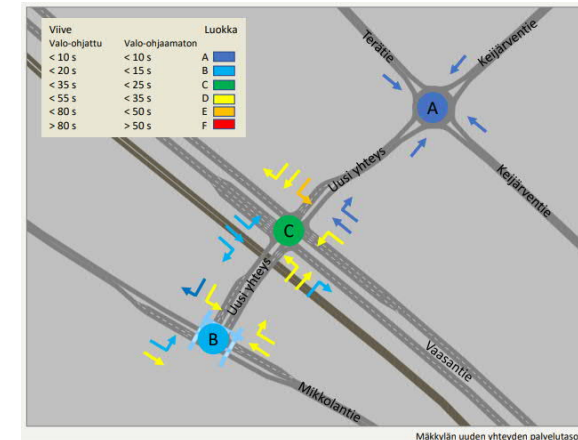 Viive Luokka
Valo-ohjattu Valo-ohjaamaton
< 10 s < 10 s A
< 20 s < 15 s B
< 35 s < 25 s C
< 55 s < 35 s D
< 80 s < 50 s E
> 80 s > 50 s F
Terätie
Keijärventie
A
Uusi yhteys
Keijärventie
C
Uusi yhteys
B
Vaasantie
Mikkolantie
Mäkkylän uuden yhteyden palvelutaso